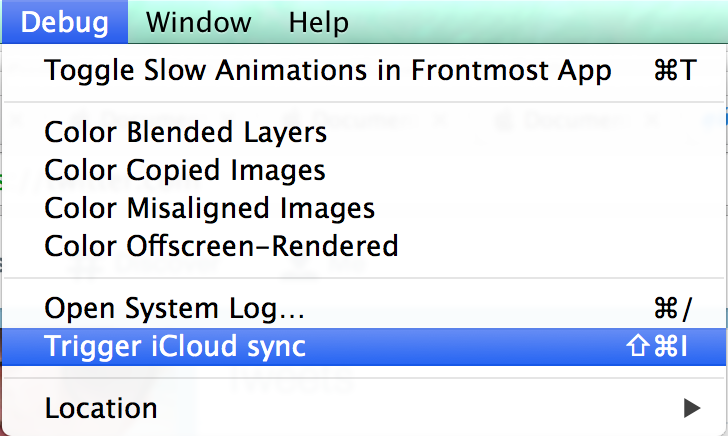 Debug Window Help
Toggle Slow Animations in Frontmost App ⌘T
Color Blended Layers
Color Copied Images
Color Misaligned Images
Color Offscreen-Rendered
Open System Log... ⌘/
Trigger iCloud sync ⇧⌘I
Location ▶